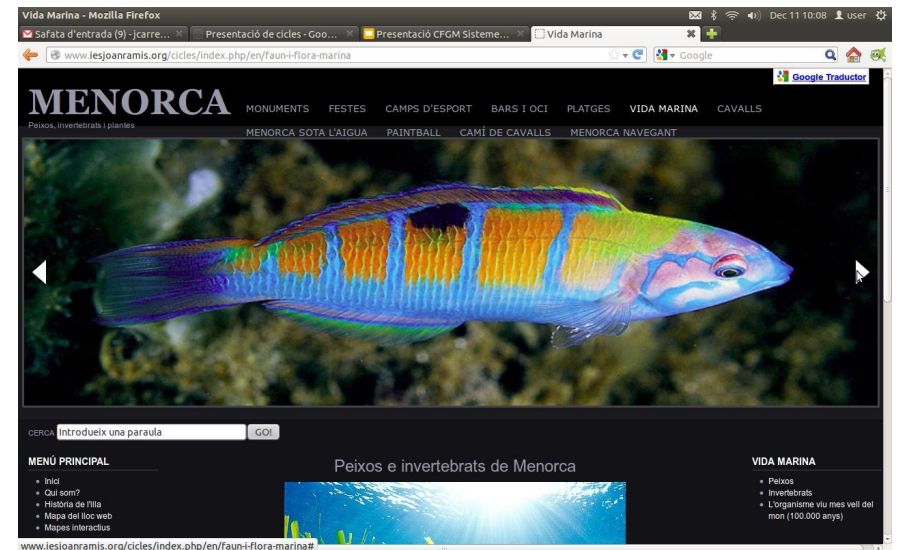 Vida Marina - Mozilla Firefox
Dec 11 10:08 user
Safata d'entrada (9) - jcarre...
Presentació de cicles - Goo...
Presentació CFGM Sisteme...
Vida Marina
www.iesjoanramis.org/cicles/index.php/en/faun-i-flora-marina
Google
Google Traductor
MENORCA
Peixos, invertebrats i plantes
MONUMENTS FESTES CAMPS D'ESPORT BARS I OCI PLATGES VIDA MARINA CAVALLS
MENORCA SOTA L'AIGUA PAINTBALL CAMÍ DE CAVALLS MENORCA NAVEGANT
CERCA Introdueix una paraula GO!
MENÚ PRINCIPAL
Inici
Qui som?
Història de l'Illa
Mapa del lloc web
Mapes interactius
Peixos e invertebrats de Menorca
VIDA MARINA
Peixos
Invertebrats
L'organisme viu mes vell del
mon (100.000 anys)
www.iesjoanramis.org/cicles/index.php/en/faun-i-flora-marina#